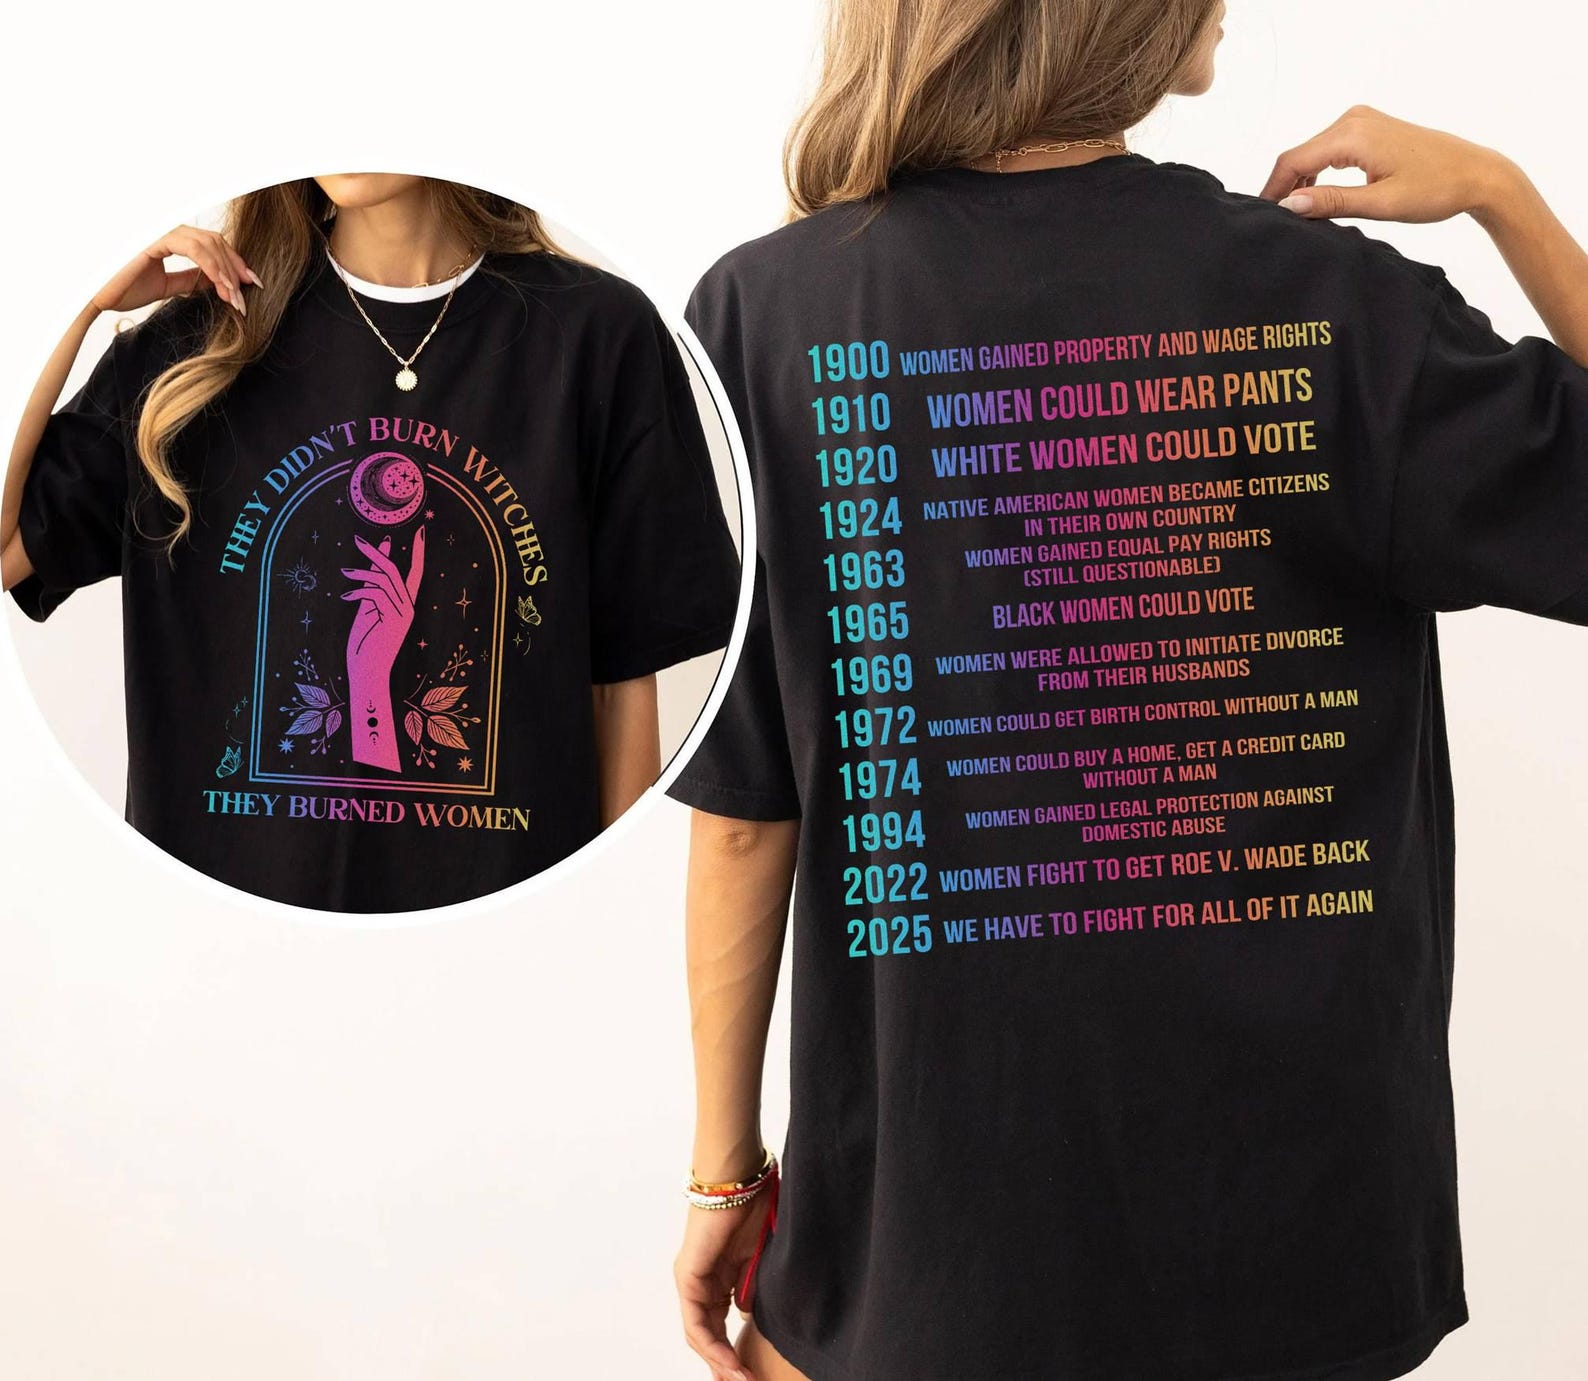 THEY DIDN'T BURN WITCHES
THEY BURNED WOMEN
1900 WOMEN GAINED PROPERTY AND WAGE RIGHTS
1910 WOMEN COULD WEAR PANTS
1920 WHITE WOMEN COULD VOTE
1924 NATIVE AMERICAN WOMEN BECAME CITIZENS
IN THEIR OWN COUNTRY
1963 WOMEN GAINED EQUAL PAY RIGHTS
(STILL QUESTIONABLE)
1965 BLACK WOMEN COULD VOTE
1969 WOMEN WERE ALLOWED TO INITIATE DIVORCE
FROM THEIR HUSBANDS
1972 WOMEN COULD GET BIRTH CONTROL WITHOUT A MAN
1974 WOMEN COULD BUY A HOME, GET A CREDIT CARD
WITHOUT A MAN
1994 WOMEN GAINED LEGAL PROTECTION AGAINST
DOMESTIC ABUSE
2022 WOMEN FIGHT TO GET ROE V. WADE BACK
2025 WE HAVE TO FIGHT FOR ALL OF IT AGAIN